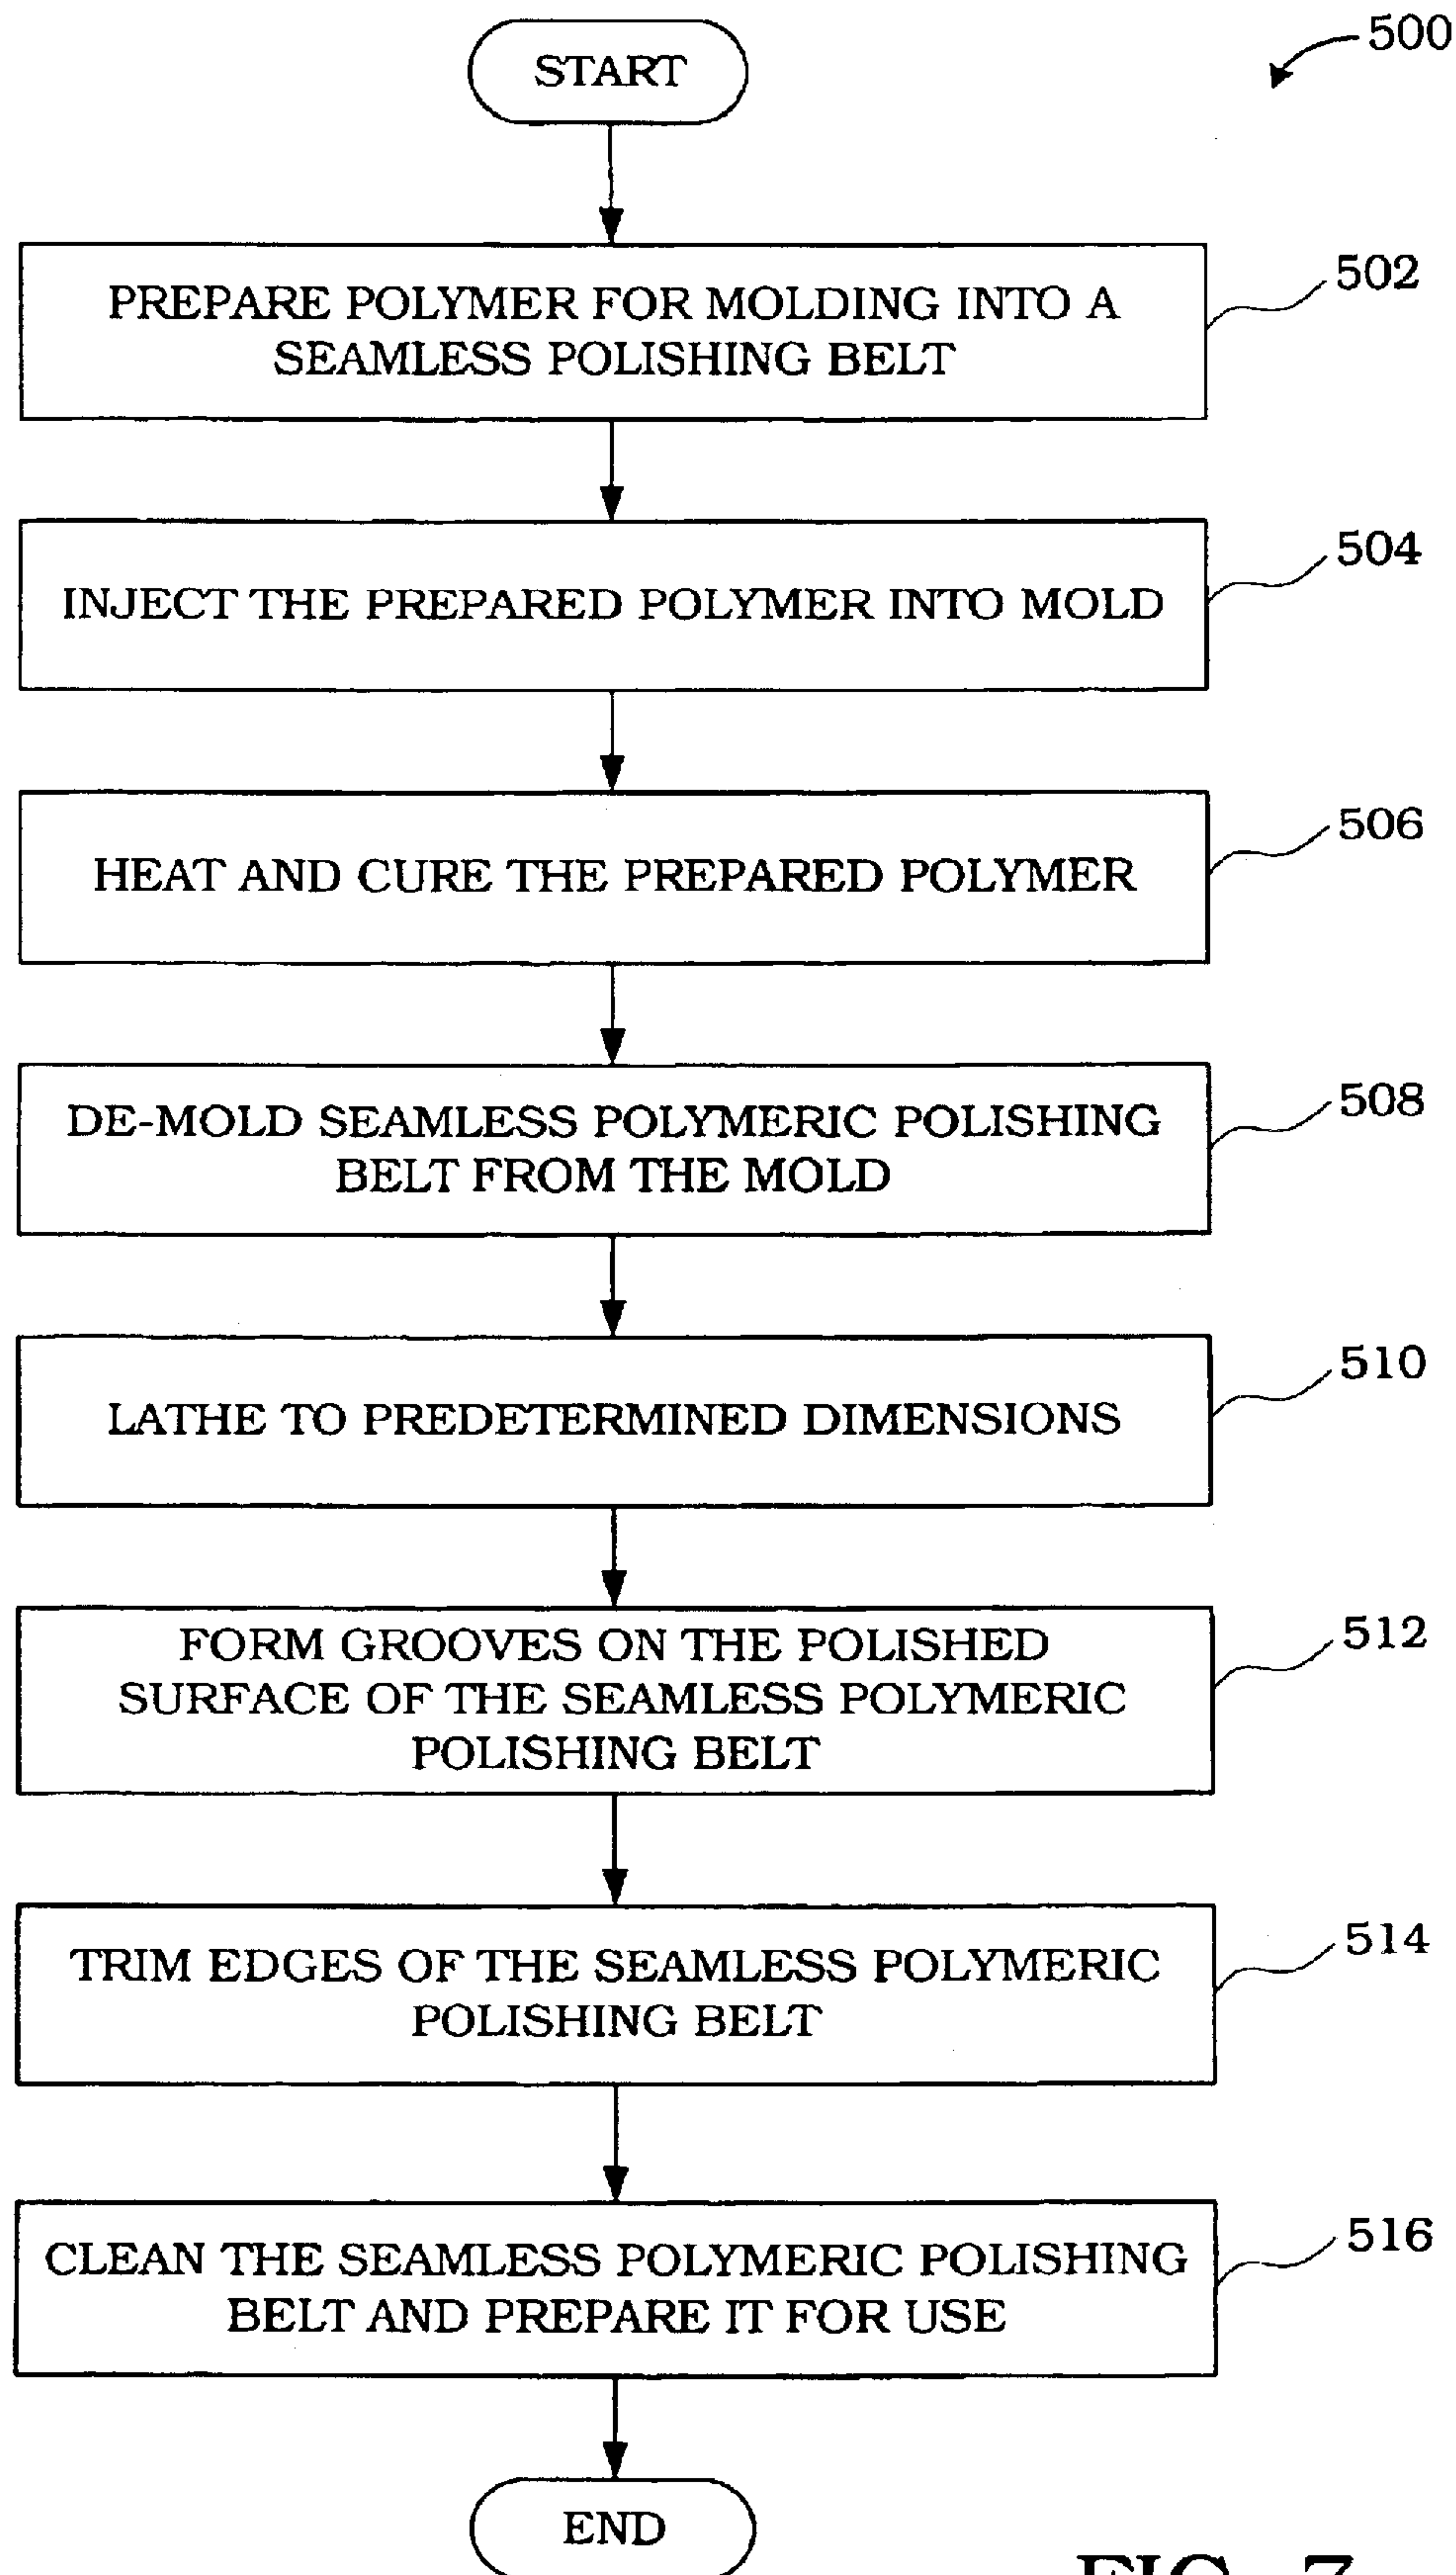 START
500
PREPARE POLYMER FOR MOLDING INTO A
SEAMLESS POLISHING BELT
502
INJECT THE PREPARED POLYMER INTO MOLD
504
HEAT AND CURE THE PREPARED POLYMER
506
DE-MOLD SEAMLESS POLYMERIC POLISHING
BELT FROM THE MOLD
508
LATHE TO PREDETERMINED DIMENSIONS
510
FORM GROOVES ON THE POLISHED
SURFACE OF THE SEAMLESS POLYMERIC
POLISHING BELT
512
TRIM EDGES OF THE SEAMLESS POLYMERIC
POLISHING BELT
514
CLEAN THE SEAMLESS POLYMERIC POLISHING
BELT AND PREPARE IT FOR USE
516
END
FIG. 7